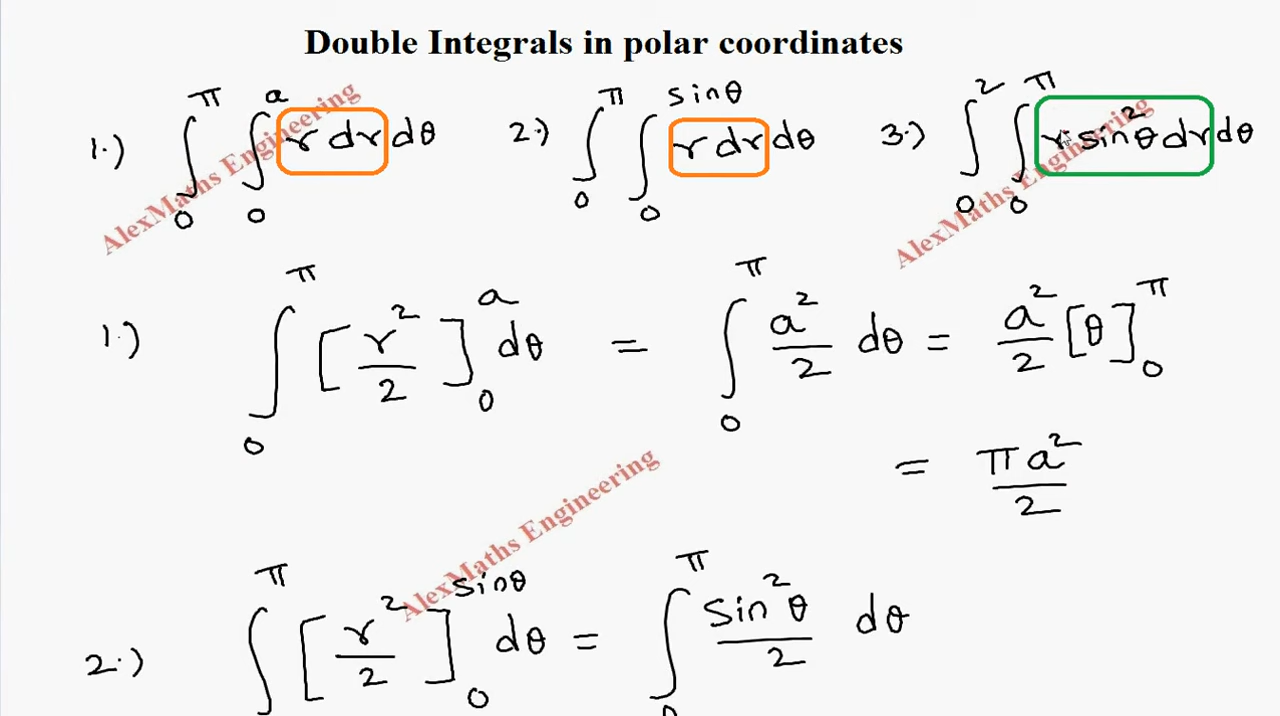 Double Integrals in polar coordinates
1.) ∫₀^π ∫₀^a r dr dθ 2.) ∫₀^π ∫₀^{sinθ} r dr dθ 3.) ∫₀^2 ∫₀^π r sin²θ dr dθ
AlexMaths Engineering
AlexMaths Engineering
1.) ∫₀^π [r²/2]₀^a dθ = ∫₀^π a²/2 dθ = a²/2 [θ]₀^π
= πa²/2
AlexMaths Engineering
2.) ∫^π [r²/2]₀^{sinθ} dθ = ∫₀^π sin²θ/2 dθ